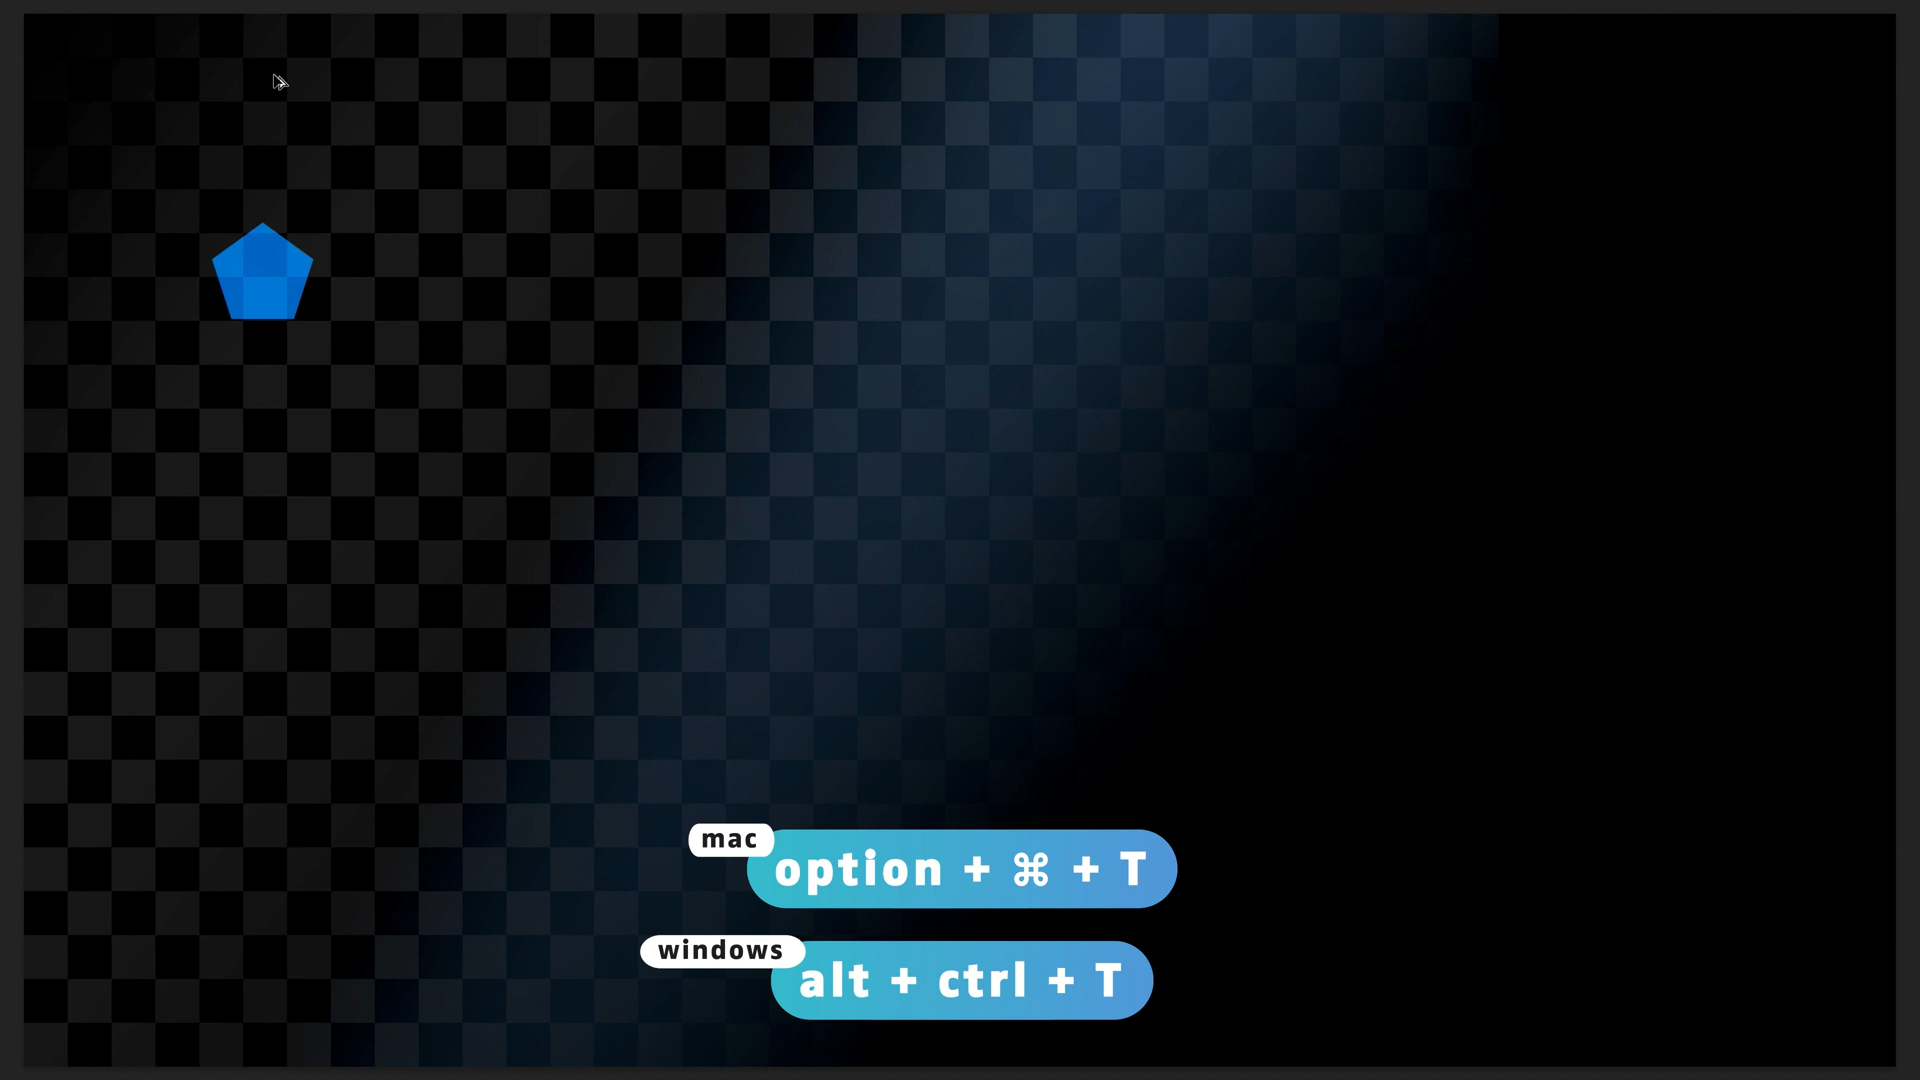 mac
option + ⌘ + T
windows
alt + ctrl + T